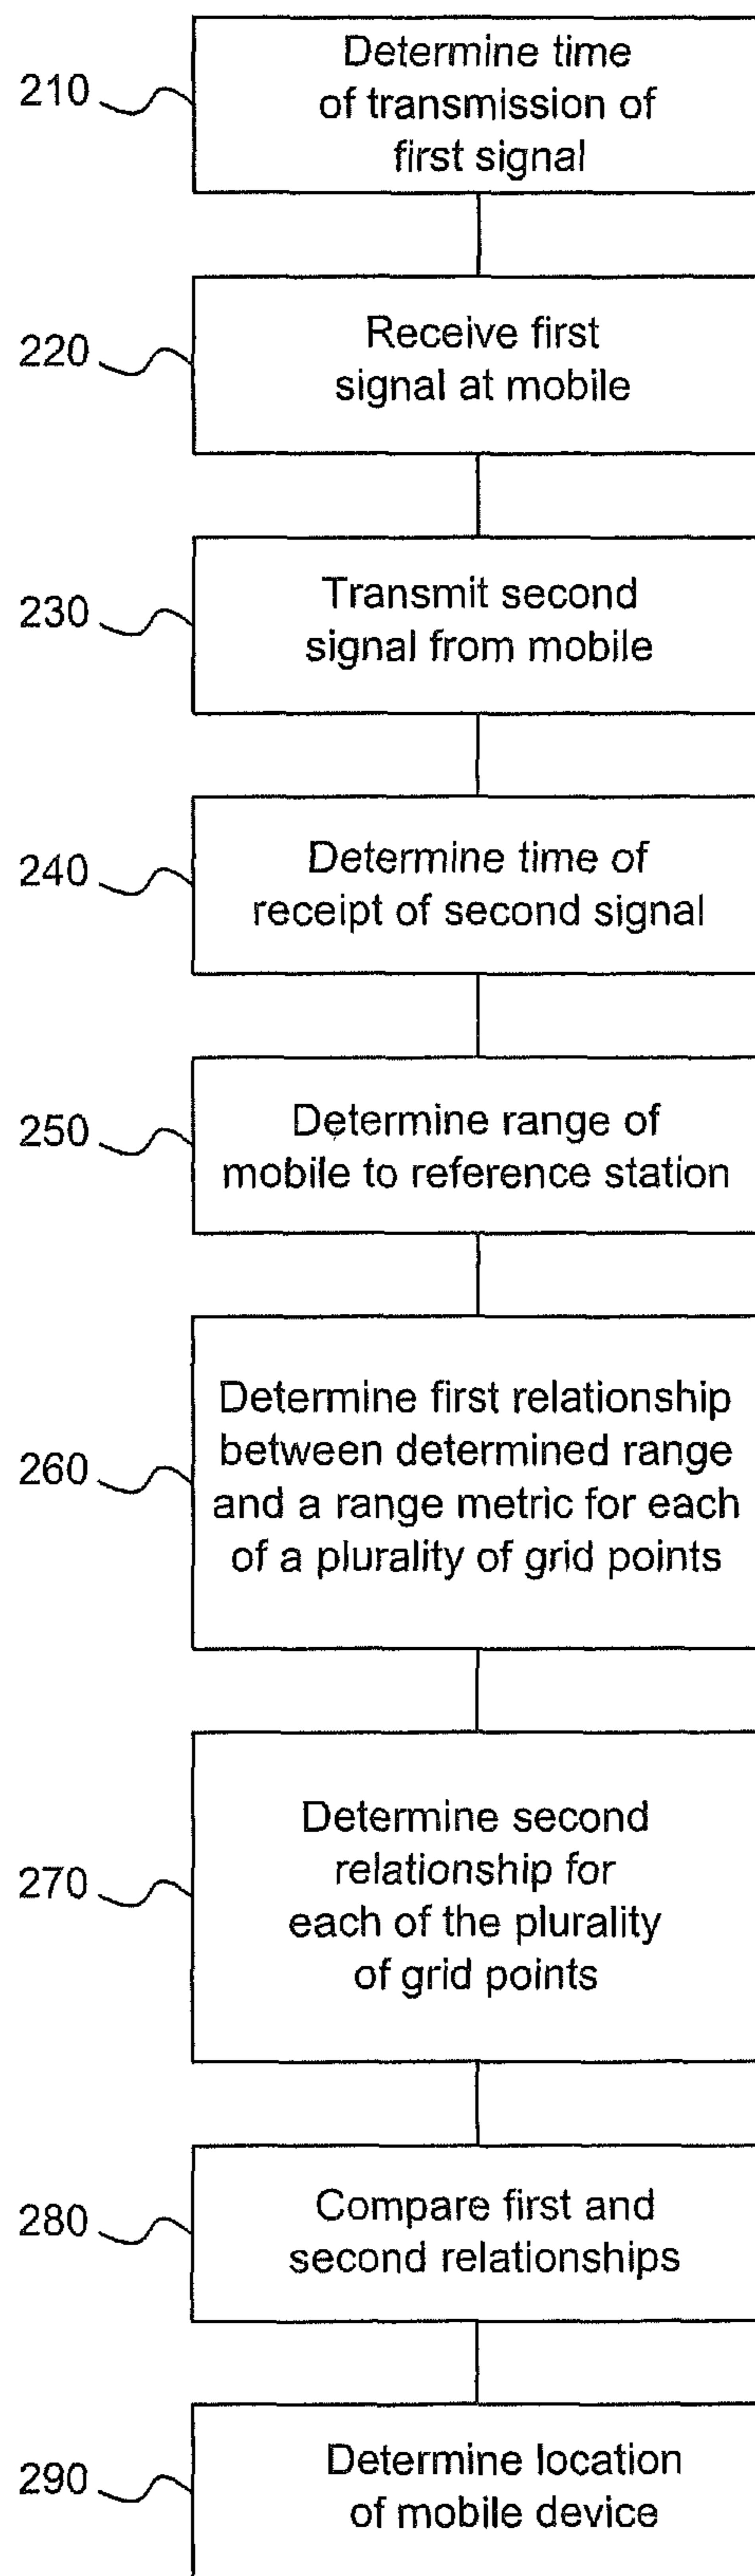 210
Determine time
of transmission of
first signal
220
Receive first
signal at mobile
230
Transmit second
signal from mobile
240
Determine time of
receipt of second signal
250
Determine range of
mobile to reference station
260
Determine first relationship
between determined range
and a range metric for each
of a plurality of grid points
270
Determine second
relationship for
each of the plurality
of grid points
280
Compare first and
second relationships
290
Determine location
of mobile device